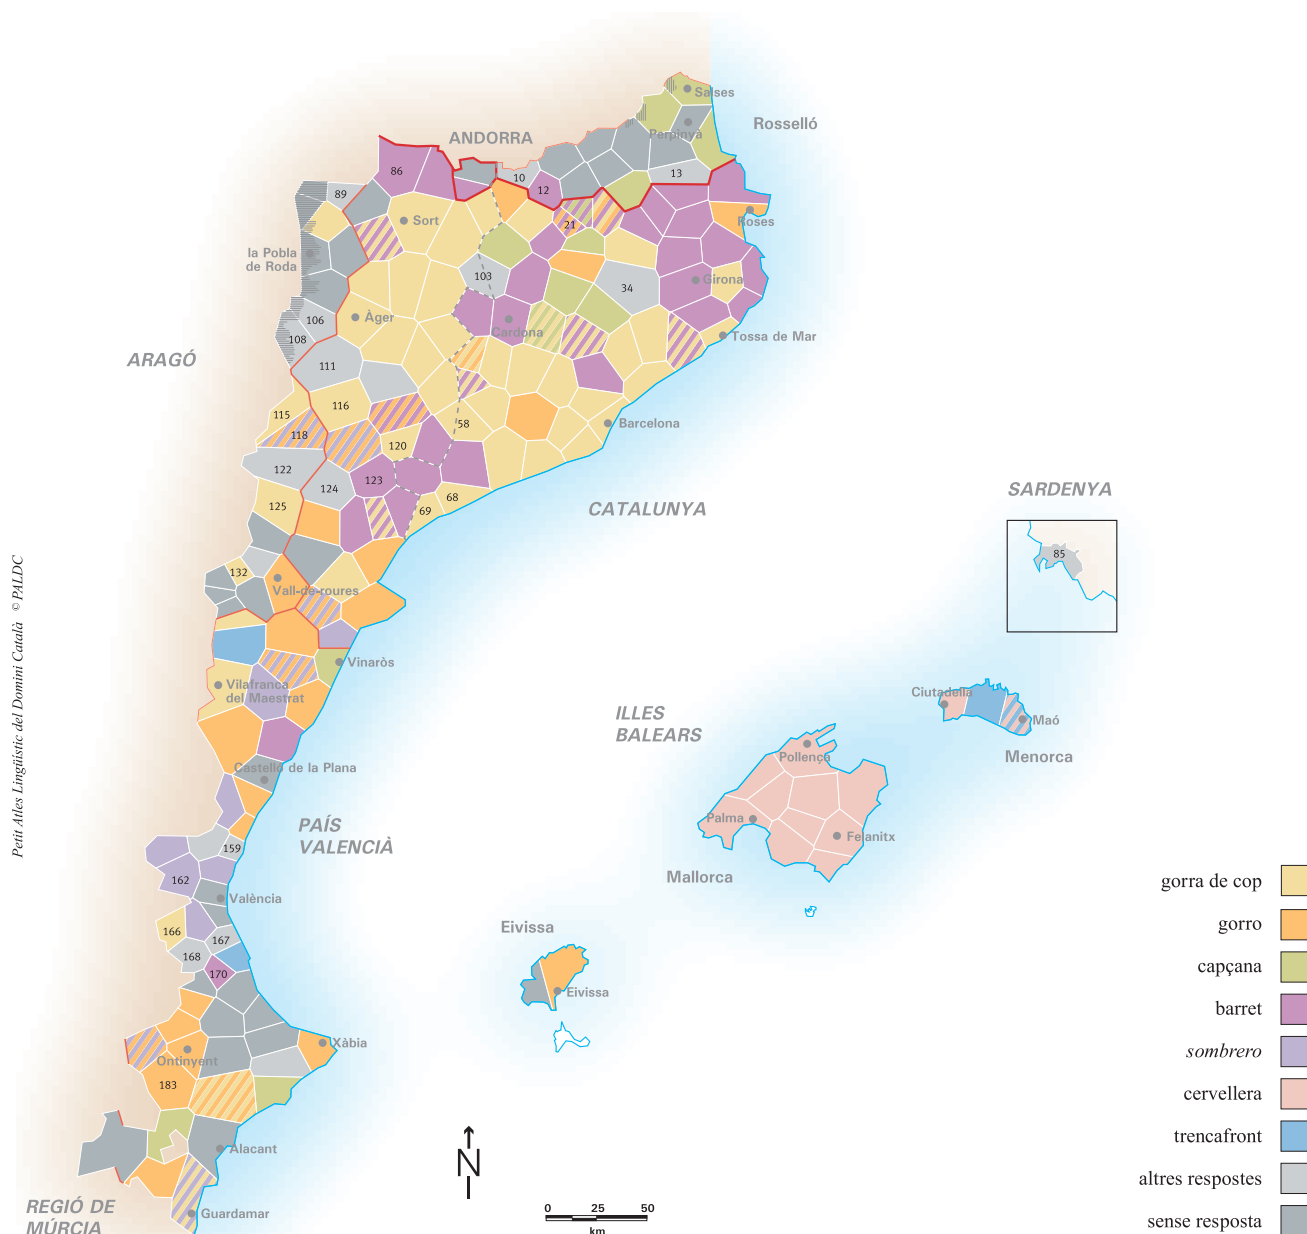 Salses
Rosselló
Perpinyà
ANDORRA
86
10
13
12
89
Sort
21
Roses
la Pobla
de Roda
103
34
Girona
106
Àger
Cardona
Tossa de Mar
108
ARAGÓ
111
116
115
118
58
Barcelona
120
122
123
124
68
125
69
CATALUNYA
SARDENYA
85
132
Vall-de-roures
Petit Atles Lingüístic del Domini Català © PALDC
Vinaròs
Vilafranca
del Maestrat
Ciutadella
Maó
ILLES
BALEARS
Menorca
Pollença
Castelló de la Plana
PAÍS
VALENCIÀ
Palma
Felanitx
159
162
Mallorca
València
166
167
168
170
Eivissa
Eivissa
Xàbia
Ontinyent
183
Alacant
N
REGIÓ DE
MÚRCIA
Guardamar
0 25 50
km
gorra de cop
gorro
capçana
barret
sombrero
cervellera
trencafront
altres respostes
sense resposta